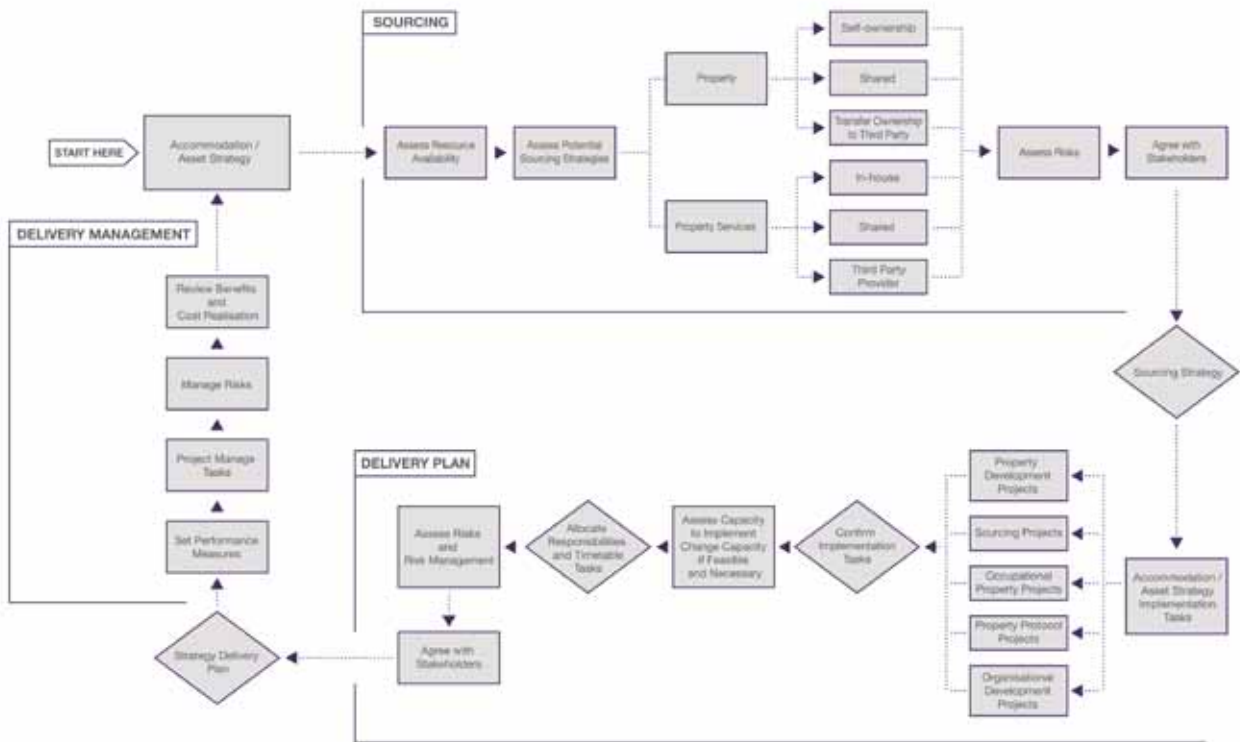 SOURCING
START HERE
Accommodation /
Asset Strategy
Assess Resource
Availability
Assess Potential
Sourcing Strategies
Property
Property Services
Self-ownership
Shared
Transfer Ownership
to Third Party
In-house
Shared
Third Party
Provider
Assess Risks
Agree with
Stakeholders
Sourcing Strategy
Accommodation /
Asset Strategy
Implementation
Tasks
DELIVERY PLAN
Property
Development
Projects
Sourcing Projects
Occupational
Property Projects
Property Protocol
Projects
Organisational
Development
Projects
Confirm
Implementation
Tasks
Assess Capacity
to Implement
Change Capacity
if Feasible
and Necessary
Allocate
Responsibilities
and Timetable
Tasks
Assess Risks
and
Risk Management
Agree with
Stakeholders
Strategy Delivery
Plan
DELIVERY MANAGEMENT
Set Performance
Measures
Project Manage
Tasks
Manage Risks
Review Benefits
and
Cost Realisation